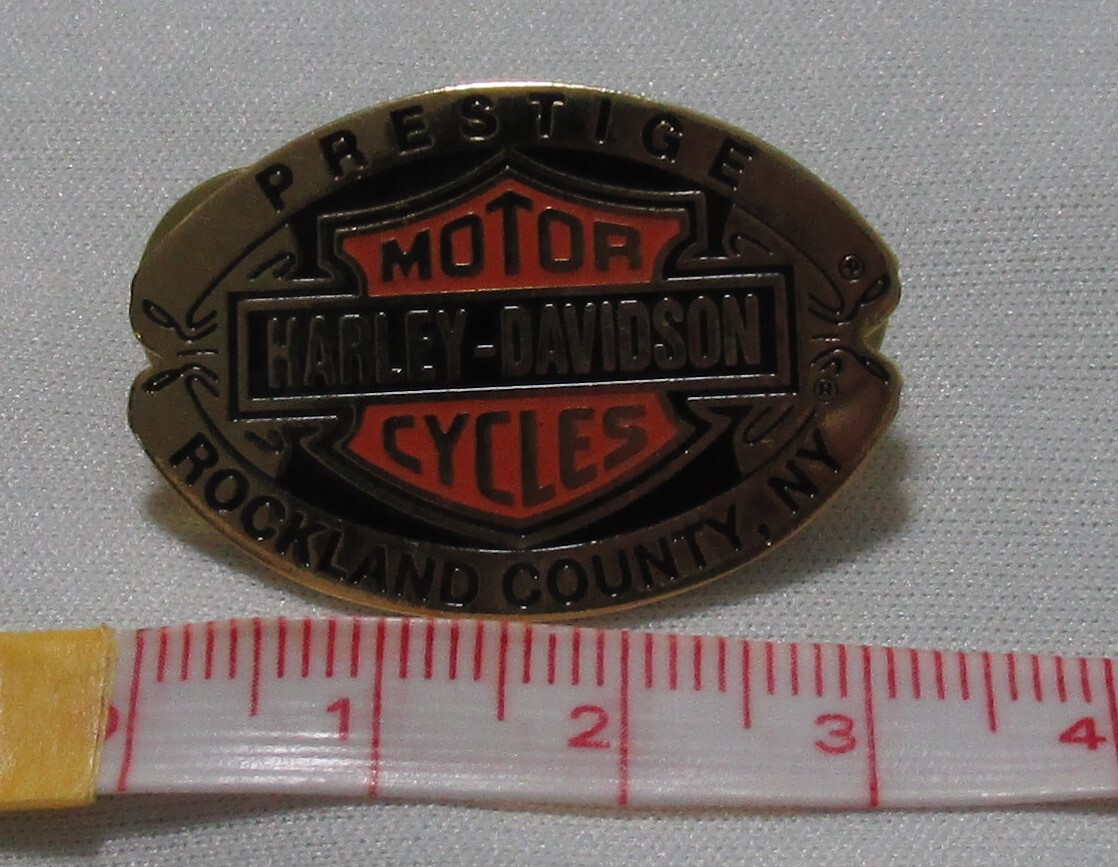 PRESTIGE
MOTOR
HARLEY-DAVIDSON
CYCLES
®
®
ROCKLAND COUNTY, NY
1 2 3 4